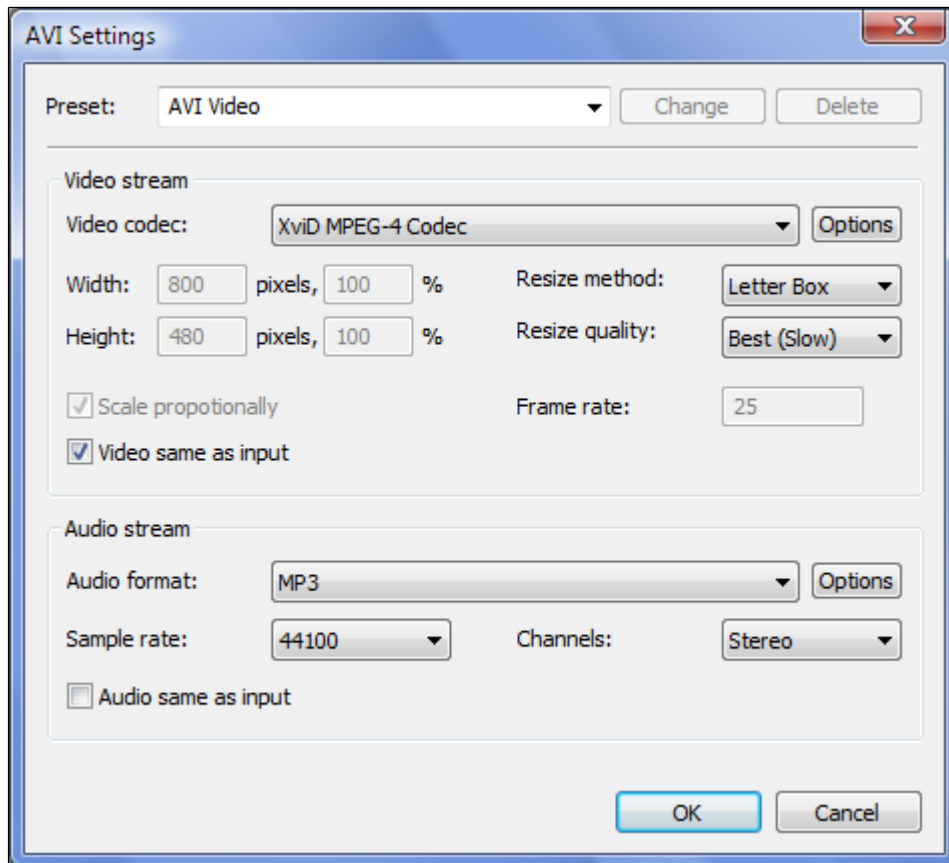 AVI Settings
Preset: AVI Video Change Delete
Video stream
Video codec: XviD MPEG-4 Codec Options
Width: 800 pixels, 100 % Resize method: Letter Box
Height: 480 pixels, 100 % Resize quality: Best (Slow)
Scale propotionally Frame rate: 25
Video same as input
Audio stream
Audio format: MP3 Options
Sample rate: 44100 Channels: Stereo
Audio same as input
OK Cancel